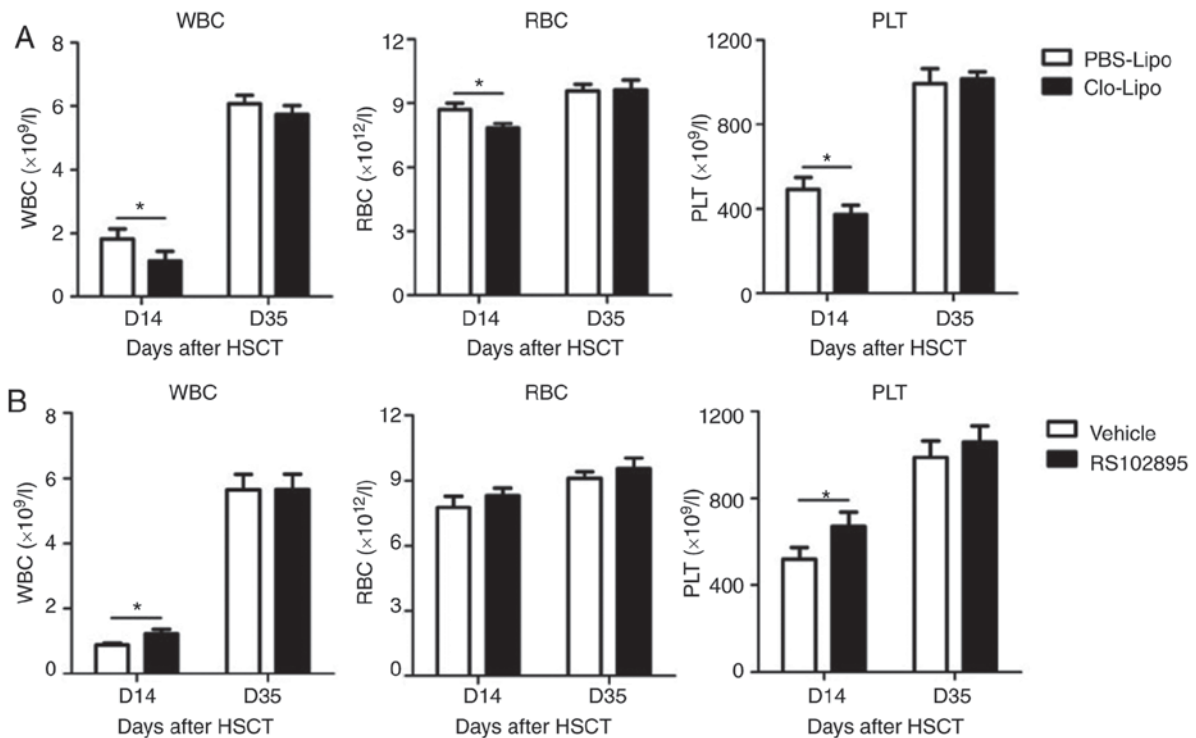 A
WBC
WBC (×10⁹/l)
8
6
4
2
0
*
D14
D35
Days after HSCT
RBC
RBC (×10¹²/l)
12
9
6
3
0
*
D14
D35
Days after HSCT
PLT
PLT (×10⁹/l)
1200
800
400
0
*
D14
D35
Days after HSCT
PBS-Lipo
Clo-Lipo
B
WBC
WBC (×10⁹/l)
8
6
4
2
0
*
D14
D35
Days after HSCT
RBC
RBC (×10¹²/l)
12
9
6
3
0
D14
D35
Days after HSCT
PLT
PLT (×10⁹/l)
1200
800
400
0
*
D14
D35
Days after HSCT
Vehicle
RS102895